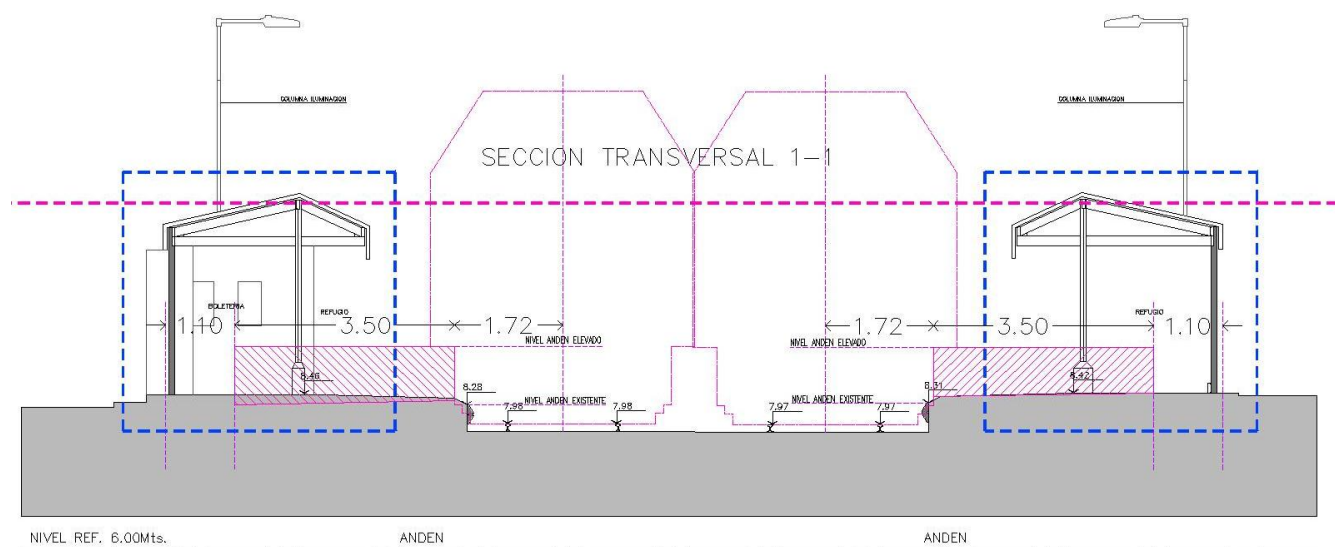 COLUMNA ILUMINACION
COLUMNA ILUMINACION
SECCION TRANSVERSAL 1-1
BOLETERIA
REFUGIO
REFUGIO
1.10
3.50
1.72
1.72
3.50
1.10
NIVEL ANDEN ELEVADO
NIVEL ANDEN ELEVADO
8.46
8.28
8.31
8.42
NIVEL ANDEN EXISTENTE
NIVEL ANDEN EXISTENTE
7.98
7.98
7.97
7.97
NIVEL REF. 6.00Mts.
ANDEN
ANDEN